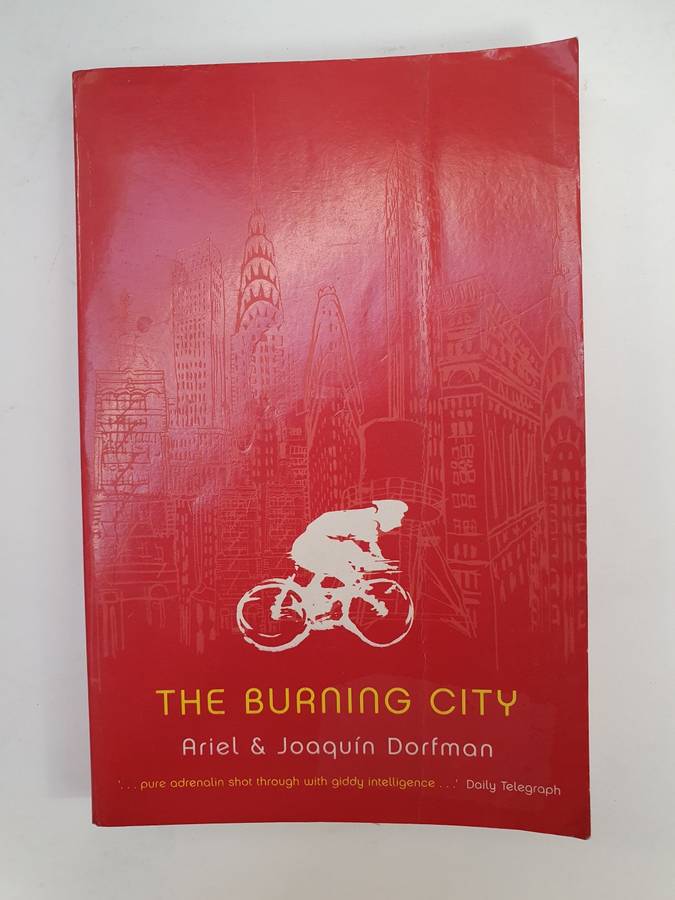 THE BURNING CITY
Ariel & Joaquín Dorfman
'... pure adrenalin shot through with giddy intelligence ...' Daily Telegraph